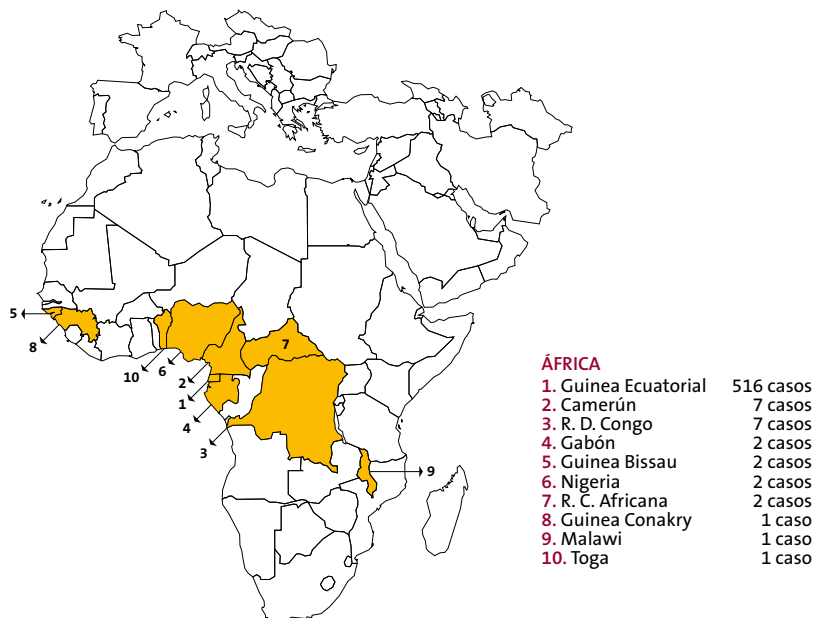 5
8
10
6
2
1
4
3
7
9
ÁFRICA
1. Guinea Ecuatorial 516 casos
2. Camerún 7 casos
3. R. D. Congo 7 casos
4. Gabón 2 casos
5. Guinea Bissau 2 casos
6. Nigeria 2 casos
7. R. C. Africana 2 casos
8. Guinea Conakry 1 caso
9. Malawi 1 caso
10. Toga 1 caso